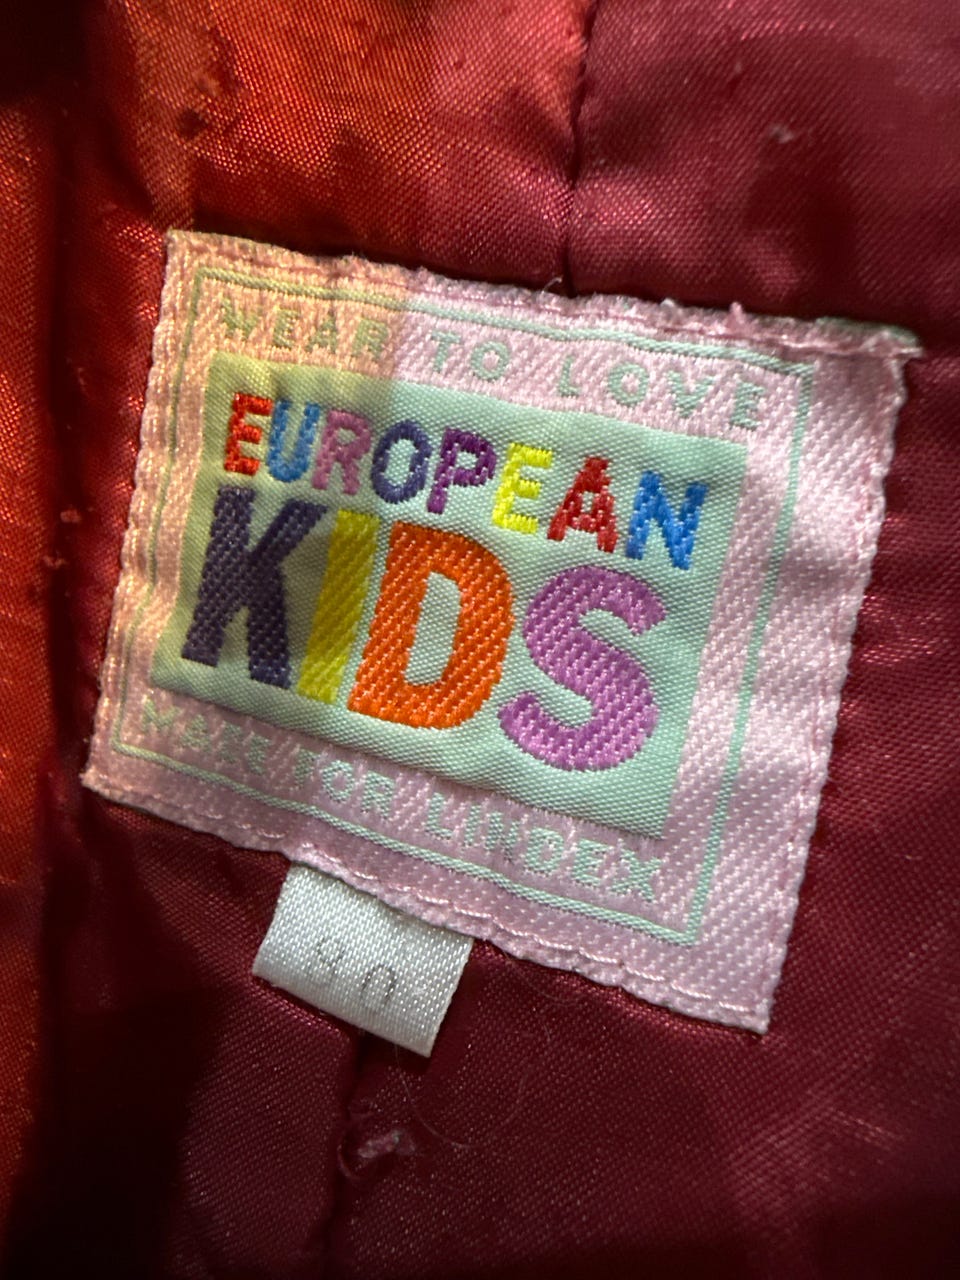 WEAR TO LOVE
EUROPEAN
KIDS
MADE FOR LINDEX